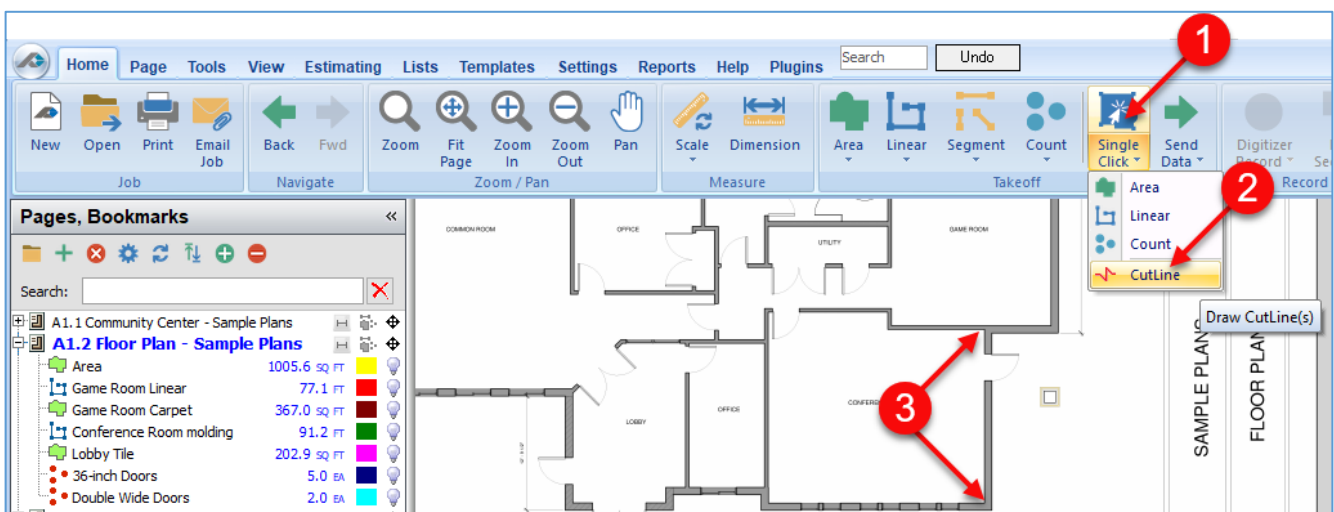 1
Home Page Tools View Estimating Lists Templates Settings Reports Help Plugins Search Undo
New Open Print Email Job Back Fwd Zoom Fit Page Zoom In Zoom Out Pan Scale Dimension Area Linear Segment Count Single Click Send Data Digitizer Record
Job Navigate Zoom / Pan Measure Takeoff Record
Area
2
Linear
Count
CutLine
Draw CutLine(s)
Pages, Bookmarks «
Search:
A1.1 Community Center - Sample Plans
A1.2 Floor Plan - Sample Plans
Area 1005.6 SQ FT
Game Room Linear 77.1 FT
Game Room Carpet 367.0 SQ FT
Conference Room molding 91.2 FT
Lobby Tile 202.9 SQ FT
36-inch Doors 5.0 EA
Double Wide Doors 2.0 EA
COMMON ROOM
OFFICE
UTILITY
GAME ROOM
3
LOBBY
OFFICE
SAMPLE PLANS
FLOOR PLAN